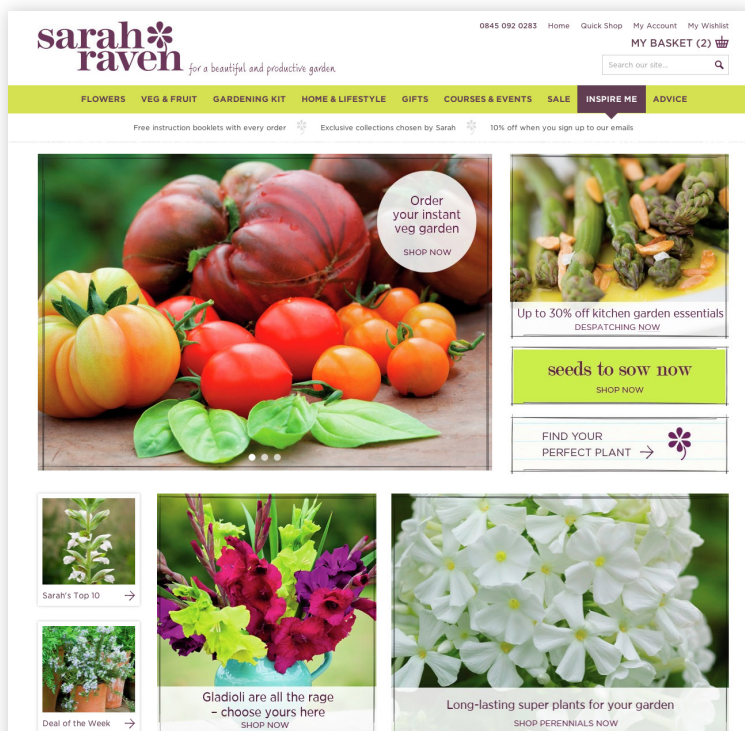 0845 092 0283 Home Quick Shop My Account My Wishlist
sarah
raven
for a beautiful and productive garden
MY BASKET (2)
Search our site...
FLOWERS VEG & FRUIT GARDENING KIT HOME & LIFESTYLE GIFTS COURSES & EVENTS SALE INSPIRE ME ADVICE
Free instruction booklets with every order Exclusive collections chosen by Sarah 10% off when you sign up to our emails
Order
your instant
veg garden
SHOP NOW
Up to 30% off kitchen garden essentials
DESPATCHING NOW
seeds to sow now
SHOP NOW
FIND YOUR
PERFECT PLANT
Sarah's Top 10
Deal of the Week
Gladioli are all the rage
– choose yours here
SHOP NOW
Long-lasting super plants for your garden
SHOP PERENNIALS NOW